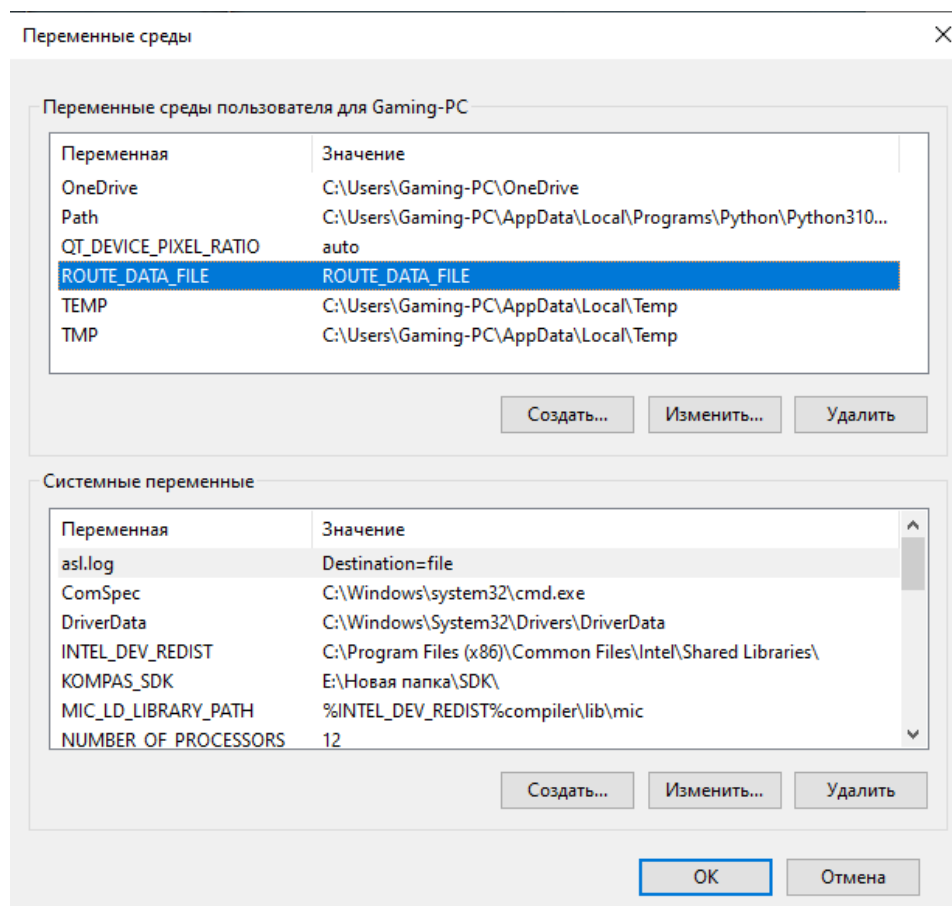 Переменные среды
Переменные среды пользователя для Gaming-PC
Переменная Значение
OneDrive C:\Users\Gaming-PC\OneDrive
Path C:\Users\Gaming-PC\AppData\Local\Programs\Python\Python310...
QT_DEVICE_PIXEL_RATIO auto
ROUTE_DATA_FILE ROUTE_DATA_FILE
TEMP C:\Users\Gaming-PC\AppData\Local\Temp
TMP C:\Users\Gaming-PC\AppData\Local\Temp
Создать... Изменить... Удалить
Системные переменные
Переменная Значение
asl.log Destination=file
ComSpec C:\Windows\system32\cmd.exe
DriverData C:\Windows\System32\Drivers\DriverData
INTEL_DEV_REDIST C:\Program Files (x86)\Common Files\Intel\Shared Libraries\
KOMPAS_SDK E:\Новая папка\SDK\
MIC_LD_LIBRARY_PATH %INTEL_DEV_REDIST%compiler\lib\mic
NUMBER_OF_PROCESSORS 12
Создать... Изменить... Удалить
ОК Отмена